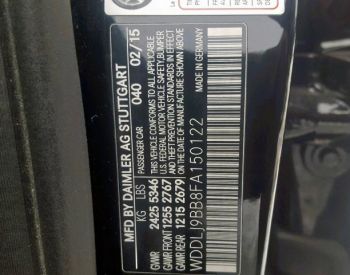 MFD BY DAIMLER AG STUTTGART
PASSENGER CAR 040 02/15
THIS VEHICLE CONFORMS TO ALL APPLICABLE
U.S. FEDERAL MOTOR VEHICLE SAFETY, BUMPER
AND THEFT PREVENTION STANDARDS IN EFFECT
ON THE DATE OF MANUFACTURE SHOWN ABOVE
KG LBS
GVWR 2425 5346
GAWR FRONT 1255 2767
GAWR REAR 1215 2679
MADE IN GERMANY
WDDLJ9BB8FA150122